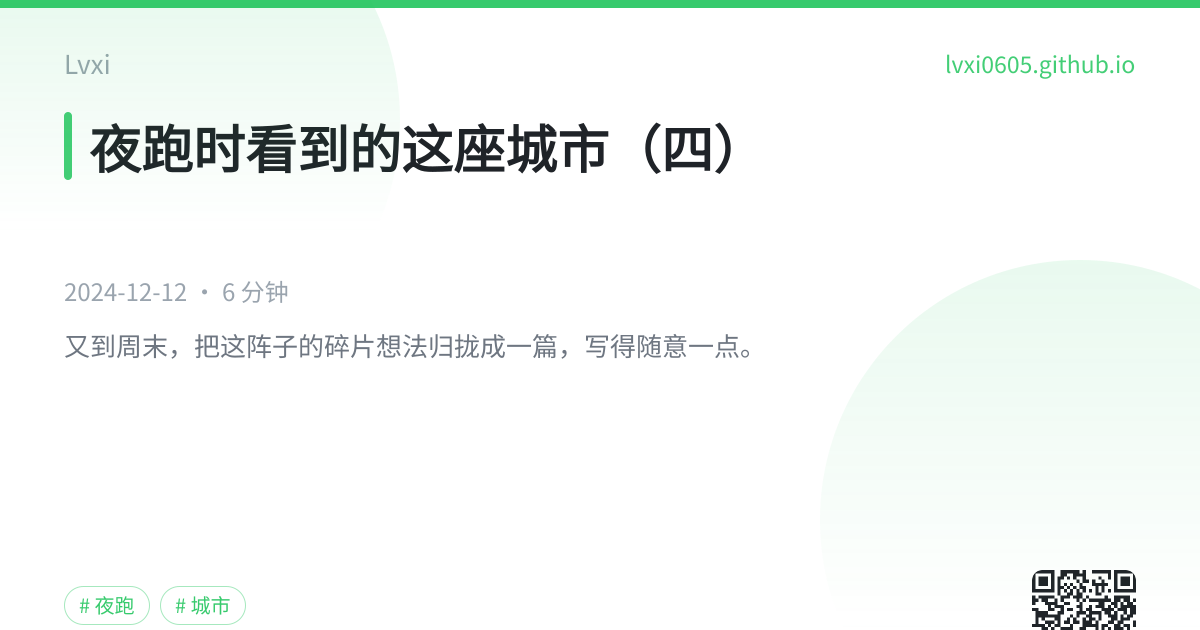 Lvxi
lvxi0605.github.io
夜跑时看到的这座城市（四）
2024-12-12 · 6 分钟
又到周末，把这阵子的碎片想法归拢成一篇，写得随意一点。
# 夜跑
# 城市